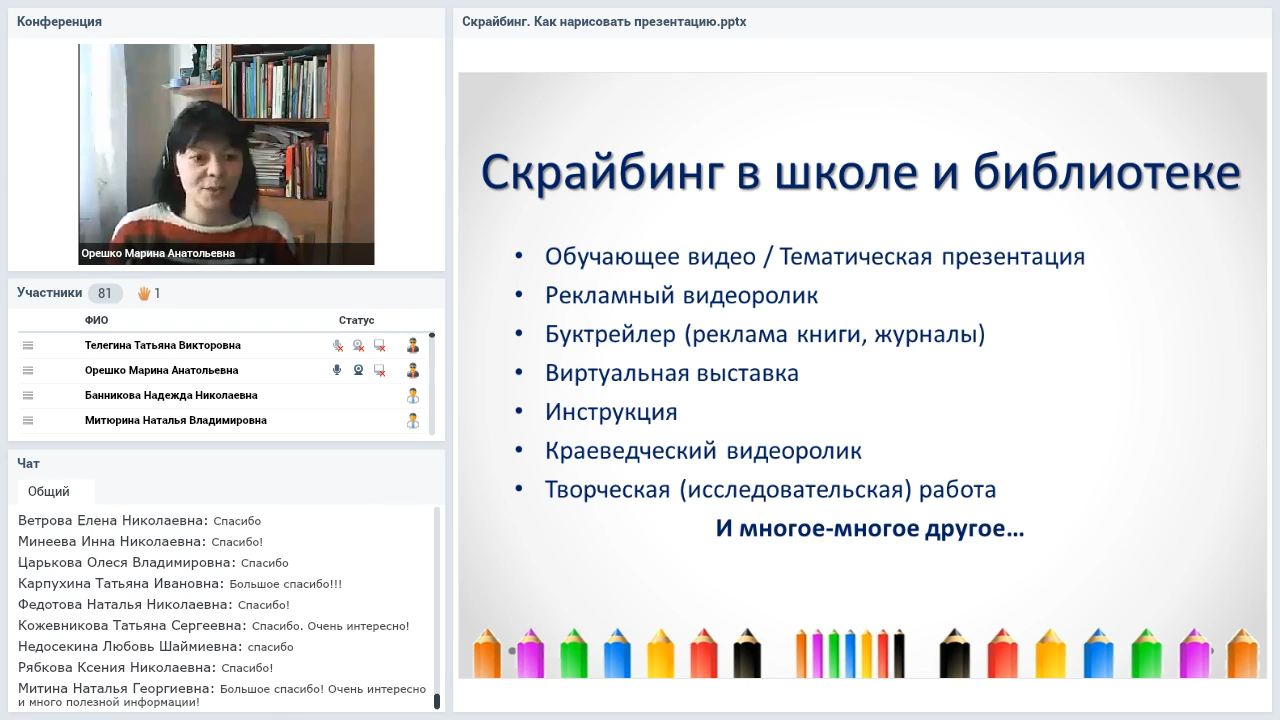 Конференция
Орешко Марина Анатольевна
Участники 81 1
ФИО Статус
Телегина Татьяна Викторовна
Орешко Марина Анатольевна
Банникова Надежда Николаевна
Митюрина Наталья Владимировна
Чат
Общий
Ветрова Елена Николаевна: Спасибо
Минеева Инна Николаевна: Спасибо!
Царькова Олеся Владимировна: Спасибо
Карпухина Татьяна Ивановна: Большое спасибо!!!
Федотова Наталья Николаевна: Спасибо!
Кожевникова Татьяна Сергеевна: Спасибо. Очень интересно!
Недосекина Любовь Шаймиевна: спасибо
Рябкова Ксения Николаевна: Спасибо!
Митина Наталья Георгиевна: Большое спасибо! Очень интересно
и много полезной информации!
Скрайбинг. Как нарисовать презентацию.pptx
Скрайбинг в школе и библиотеке
• Обучающее видео / Тематическая презентация
• Рекламный видеоролик
• Буктрейлер (реклама книги, журналы)
• Виртуальная выставка
• Инструкция
• Краеведческий видеоролик
• Творческая (исследовательская) работа
И многое-многое другое...